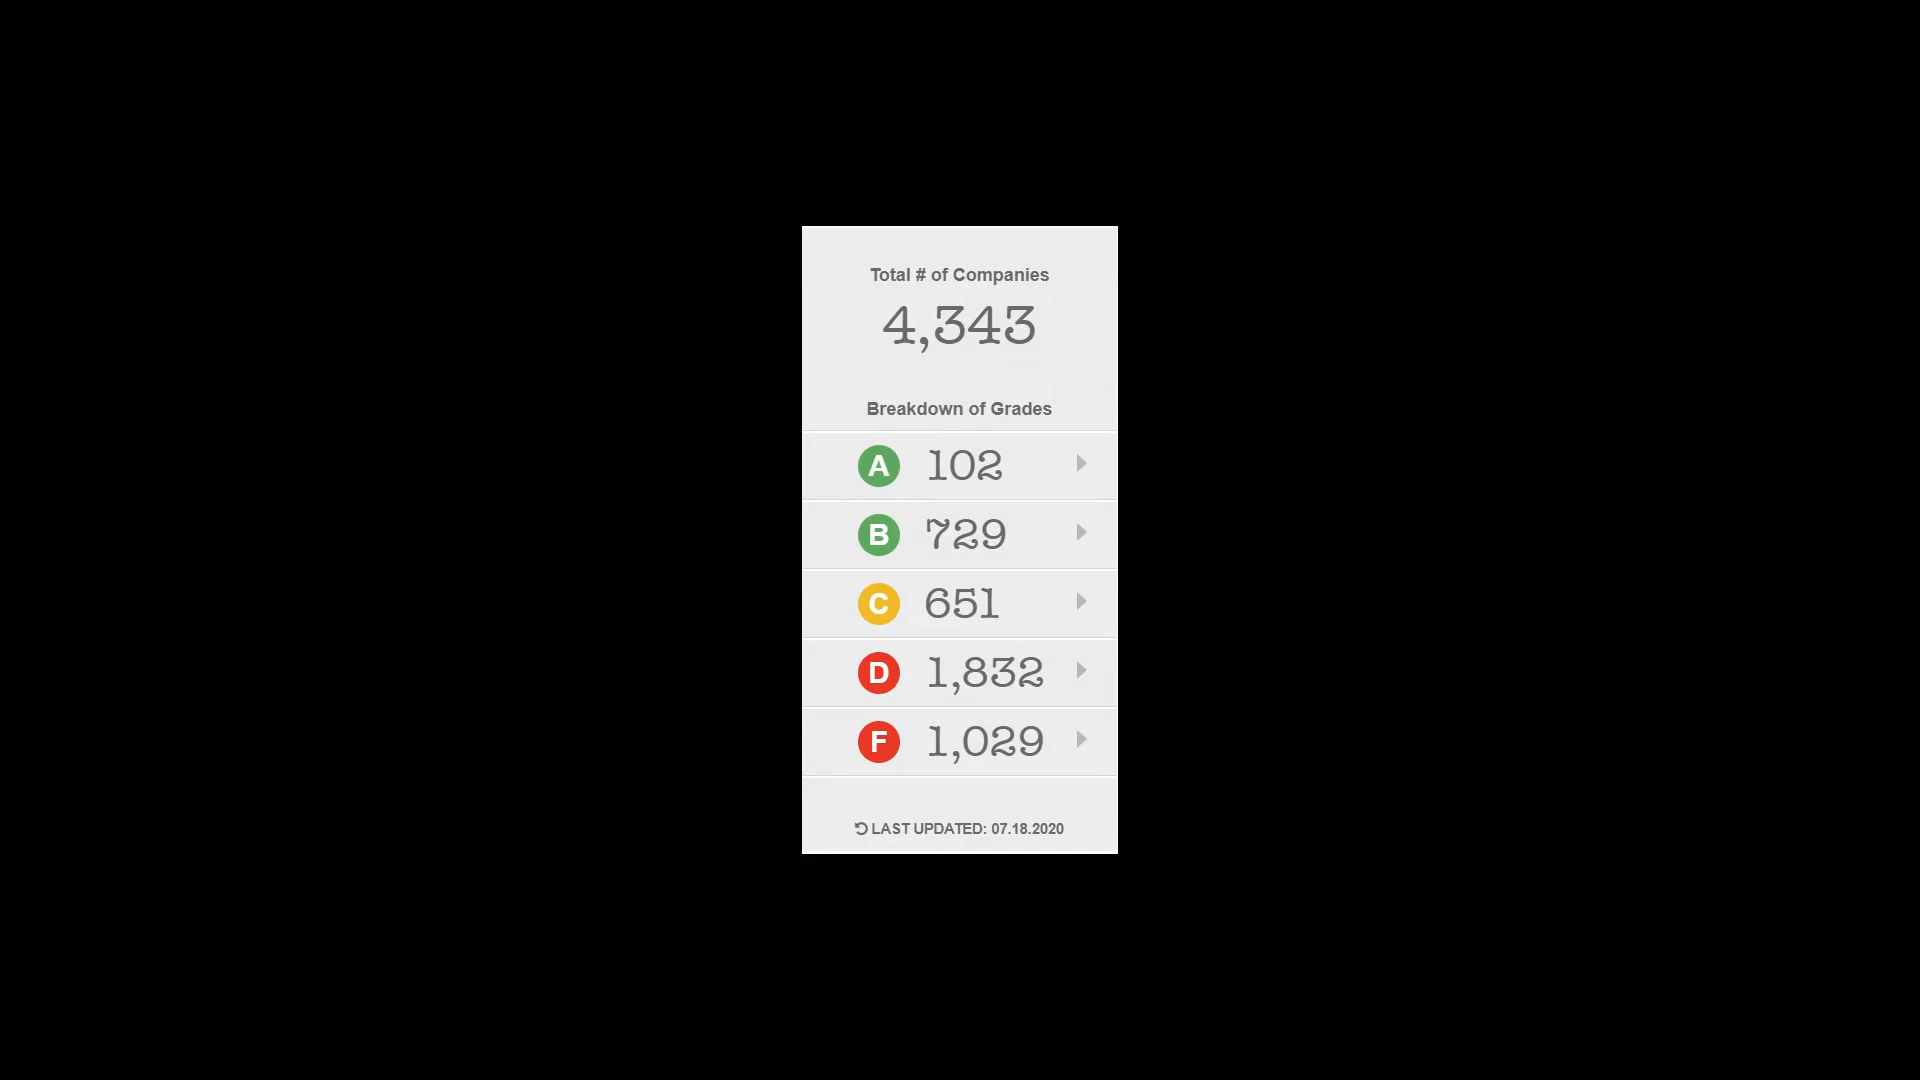 Total # of Companies
4,343
Breakdown of Grades
A 102
B 729
C 651
D 1,832
F 1,029
LAST UPDATED: 07.18.2020